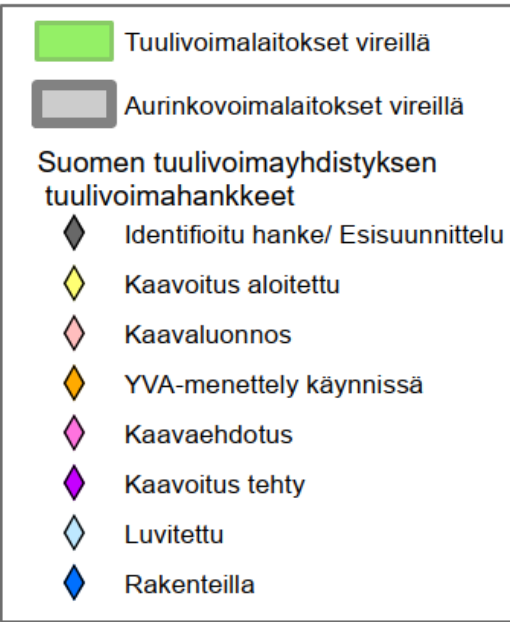 Tuulivoimalaitokset vireillä
Aurinkovoimalaitokset vireillä
Suomen tuulivoimayhdistyksen
tuulivoimahankkeet
Identifioitu hanke/ Esisuunnittelu
Kaavoitus aloitettu
Kaavaluonnos
YVA-menettely käynnissä
Kaavaehdotus
Kaavoitus tehty
Luvitettu
Rakenteilla